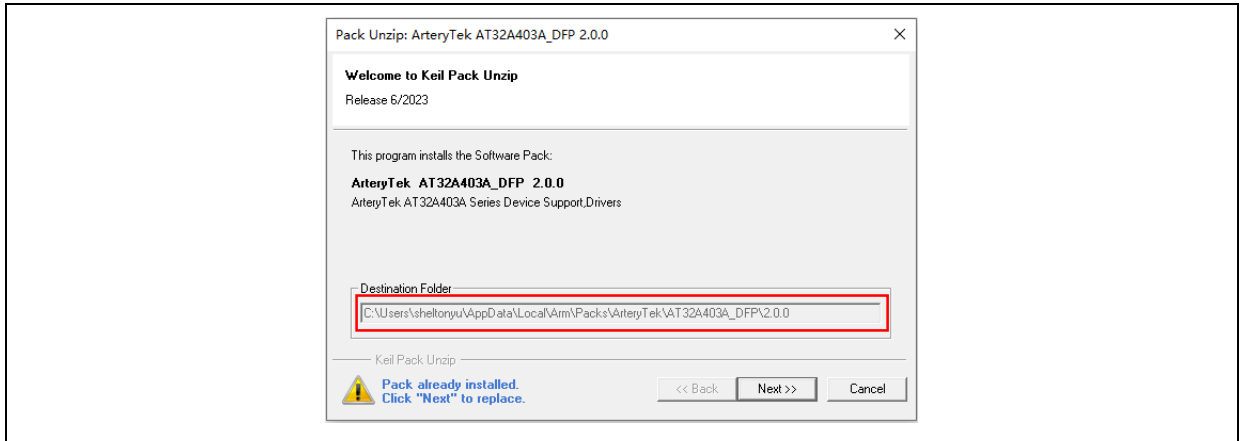 Pack Unzip: ArteryTek AT32A403A_DFP 2.0.0
Welcome to Keil Pack Unzip
Release 6/2023
This program installs the Software Pack:
ArteryTek AT32A403A_DFP 2.0.0
ArteryTek AT32A403A Series Device Support,Drivers
Destination Folder
C:\Users\sheltonyu\AppData\Local\Arm\Packs\ArteryTek\AT32A403A_DFP\2.0.0
Keil Pack Unzip
Pack already installed.
Click "Next" to replace.
<< Back
Next >>
Cancel